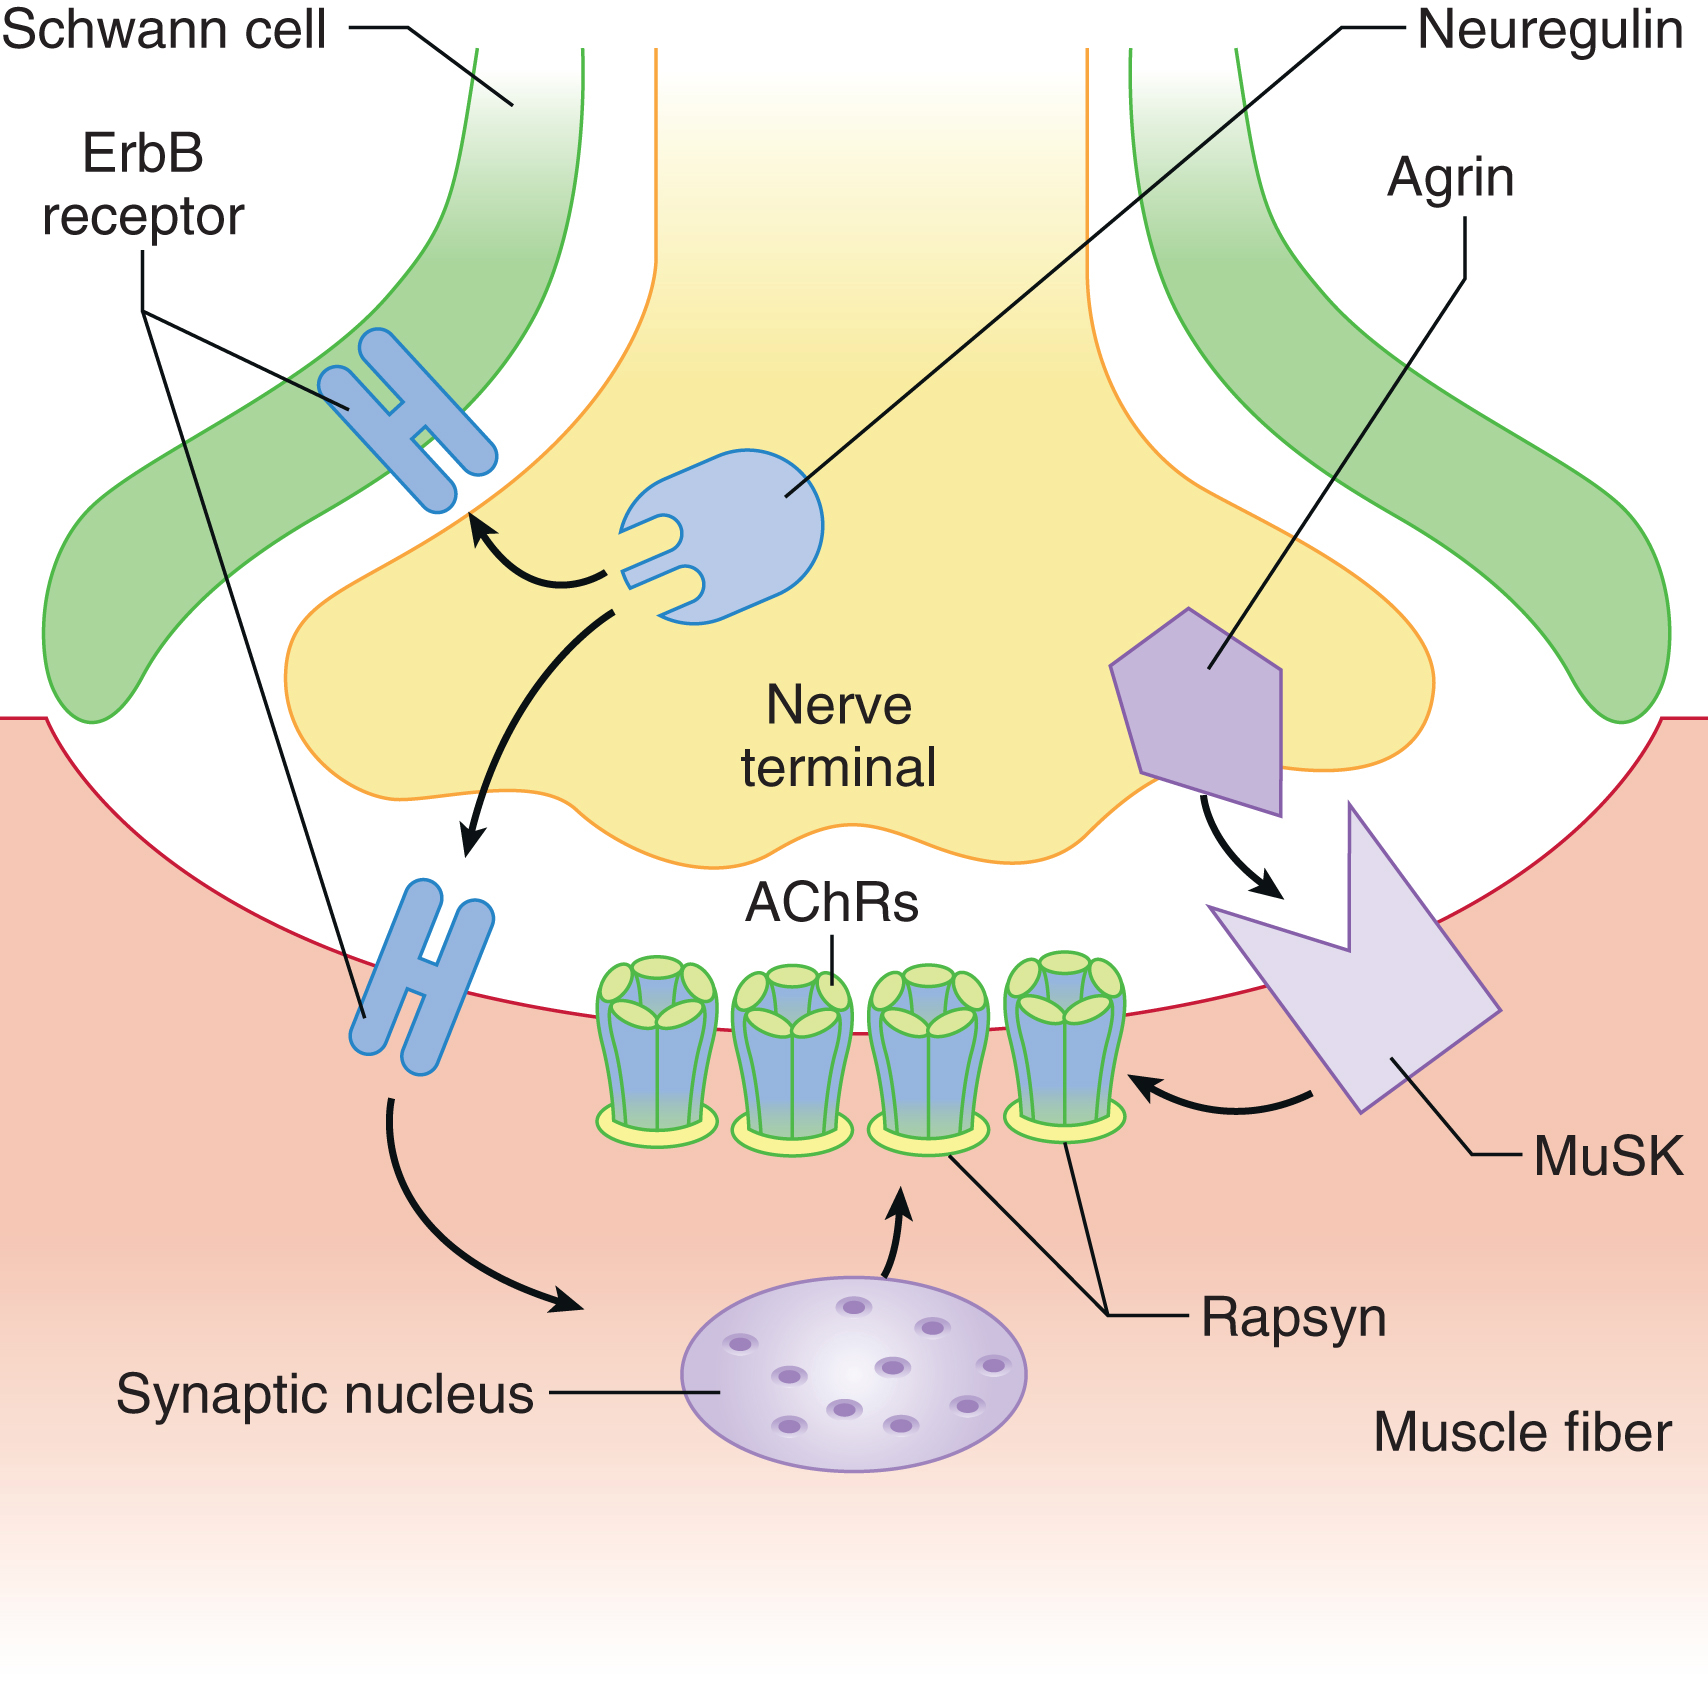 Schwann cell
Neuregulin
ErbB
receptor
Agrin
Nerve
terminal
AChRs
MuSK
Rapsyn
Synaptic nucleus
Muscle fiber